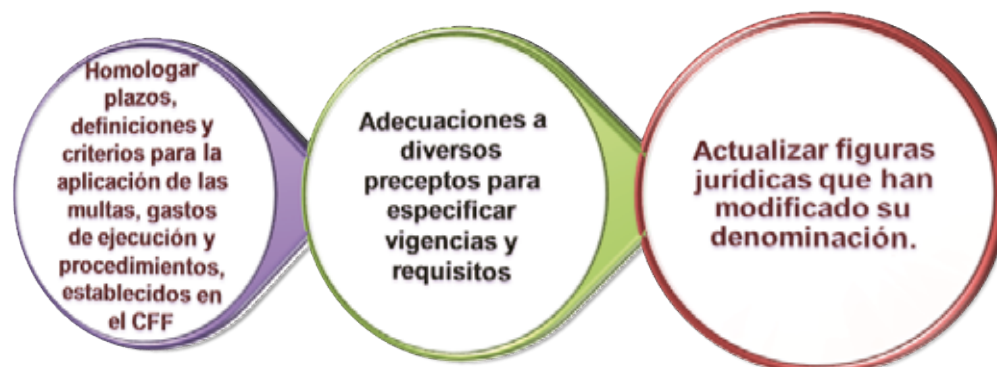 Homologar
plazos,
definiciones y
criterios para la
aplicación de las
multas, gastos
de ejecución y
procedimientos,
establecidos en
el CFF
Adecuaciones a
diversos
preceptos para
especificar
vigencias y
requisitos
Actualizar figuras
jurídicas que han
modificado su
denominación.